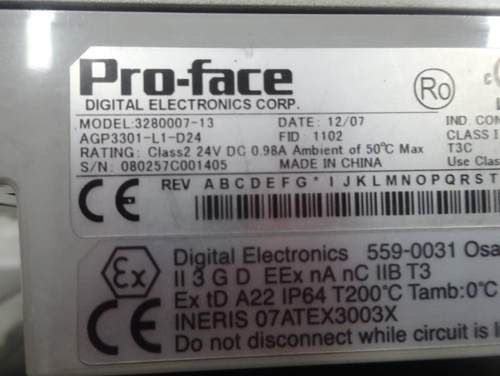 Pro-face
DIGITAL ELECTRONICS CORP.
Ro
C
MODEL:3280007-13 DATE: 12/07 IND. CON
AGP3301-L1-D24 FID 1102 CLASS I
RATING: Class2 24V DC 0.98A Ambient of 50°C Max T3C
S/N: 080257C001405 MADE IN CHINA Use Clas
CE REV A B C D E F G * I J K L M N O P Q R S T
Ex Digital Electronics 559-0031 Osa
II 3 G D EEx nA nC IIB T3
Ex tD A22 IP64 T200°C Tamb:0°C
CE INERIS 07ATEX3003X
Do not disconnect while circuit is l